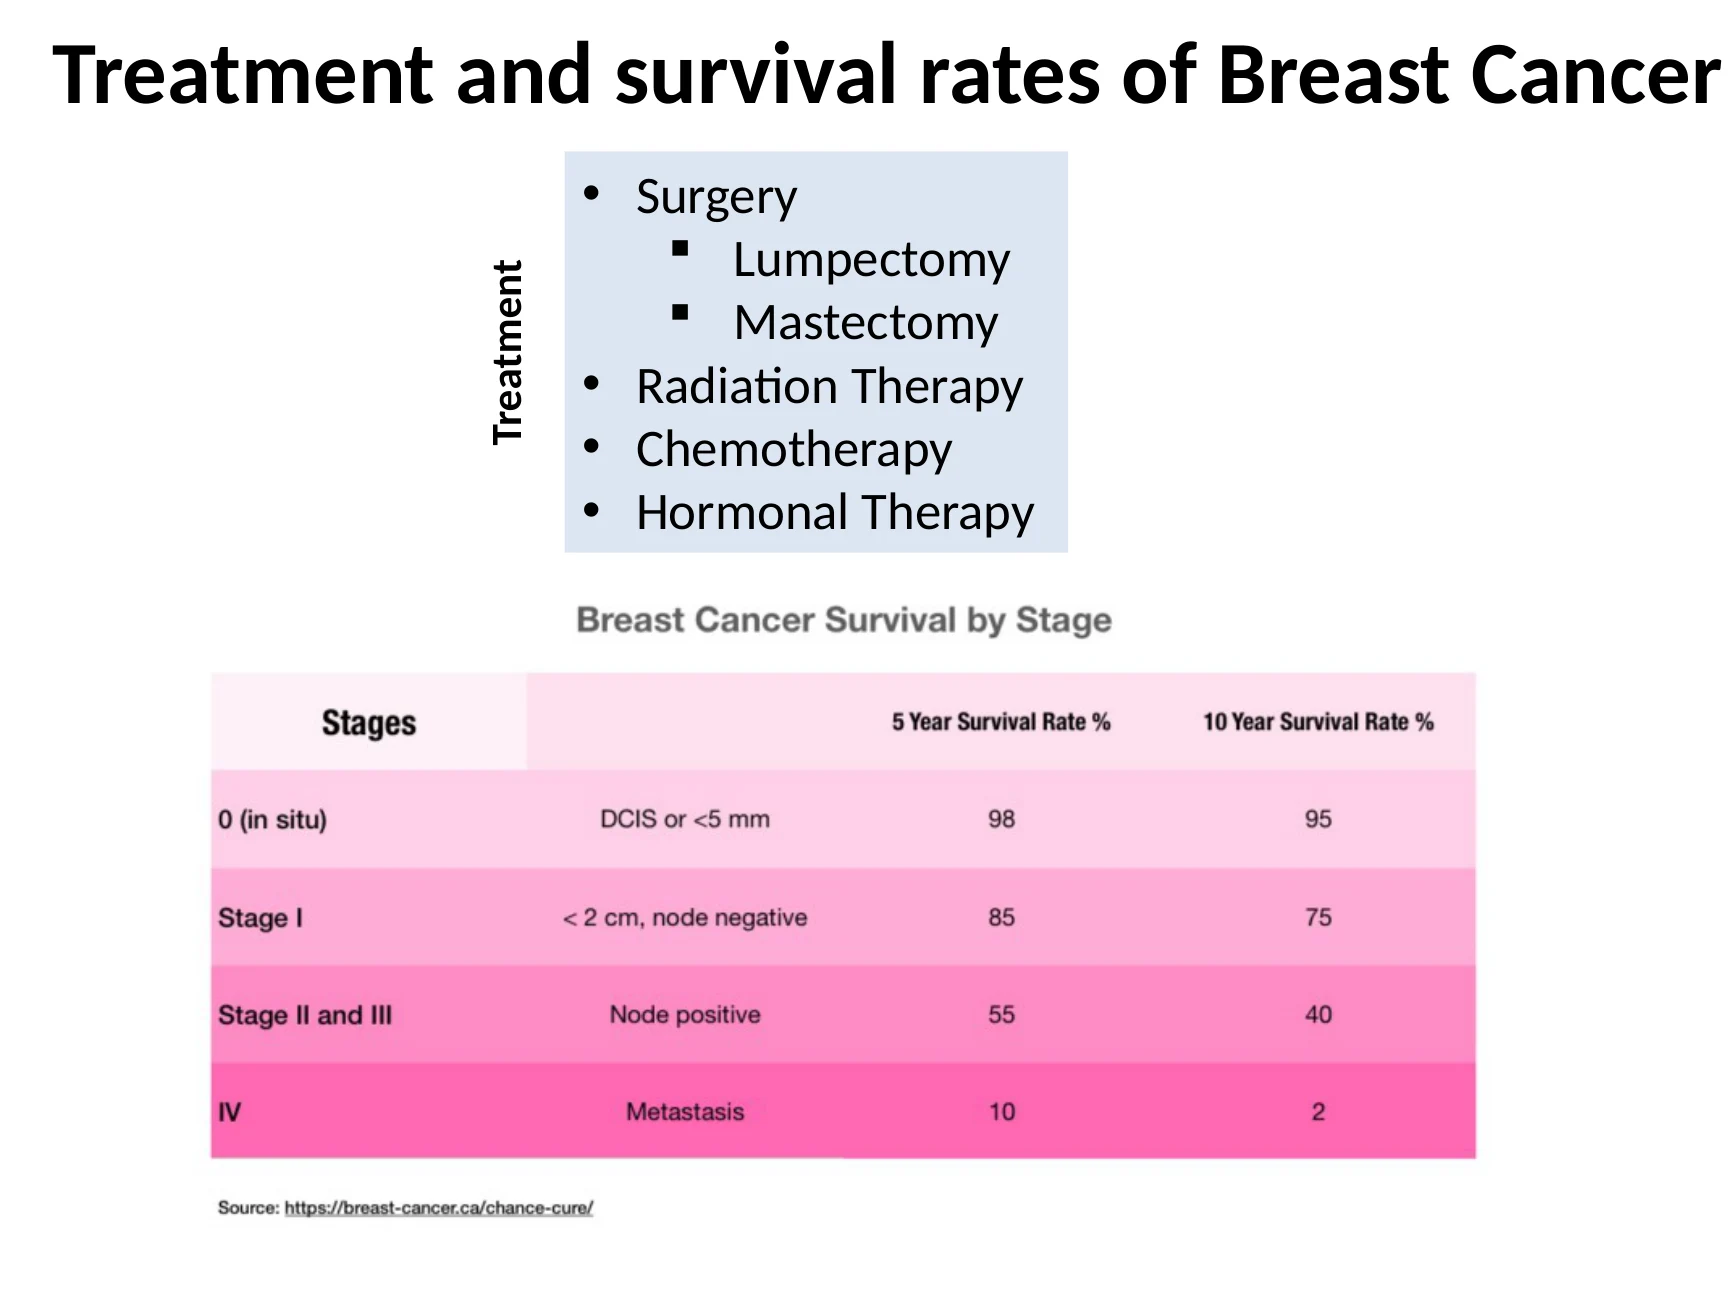 Treatment and survival rates of Breast Cancer
Treatment
• Surgery
▪ Lumpectomy
▪ Mastectomy
• Radiation Therapy
• Chemotherapy
• Hormonal Therapy
Breast Cancer Survival by Stage
Stages 5 Year Survival Rate % 10 Year Survival Rate %
0 (in situ) DCIS or <5 mm 98 95
Stage I < 2 cm, node negative 85 75
Stage II and III Node positive 55 40
IV Metastasis 10 2
Source: https://breast-cancer.ca/chance-cure/